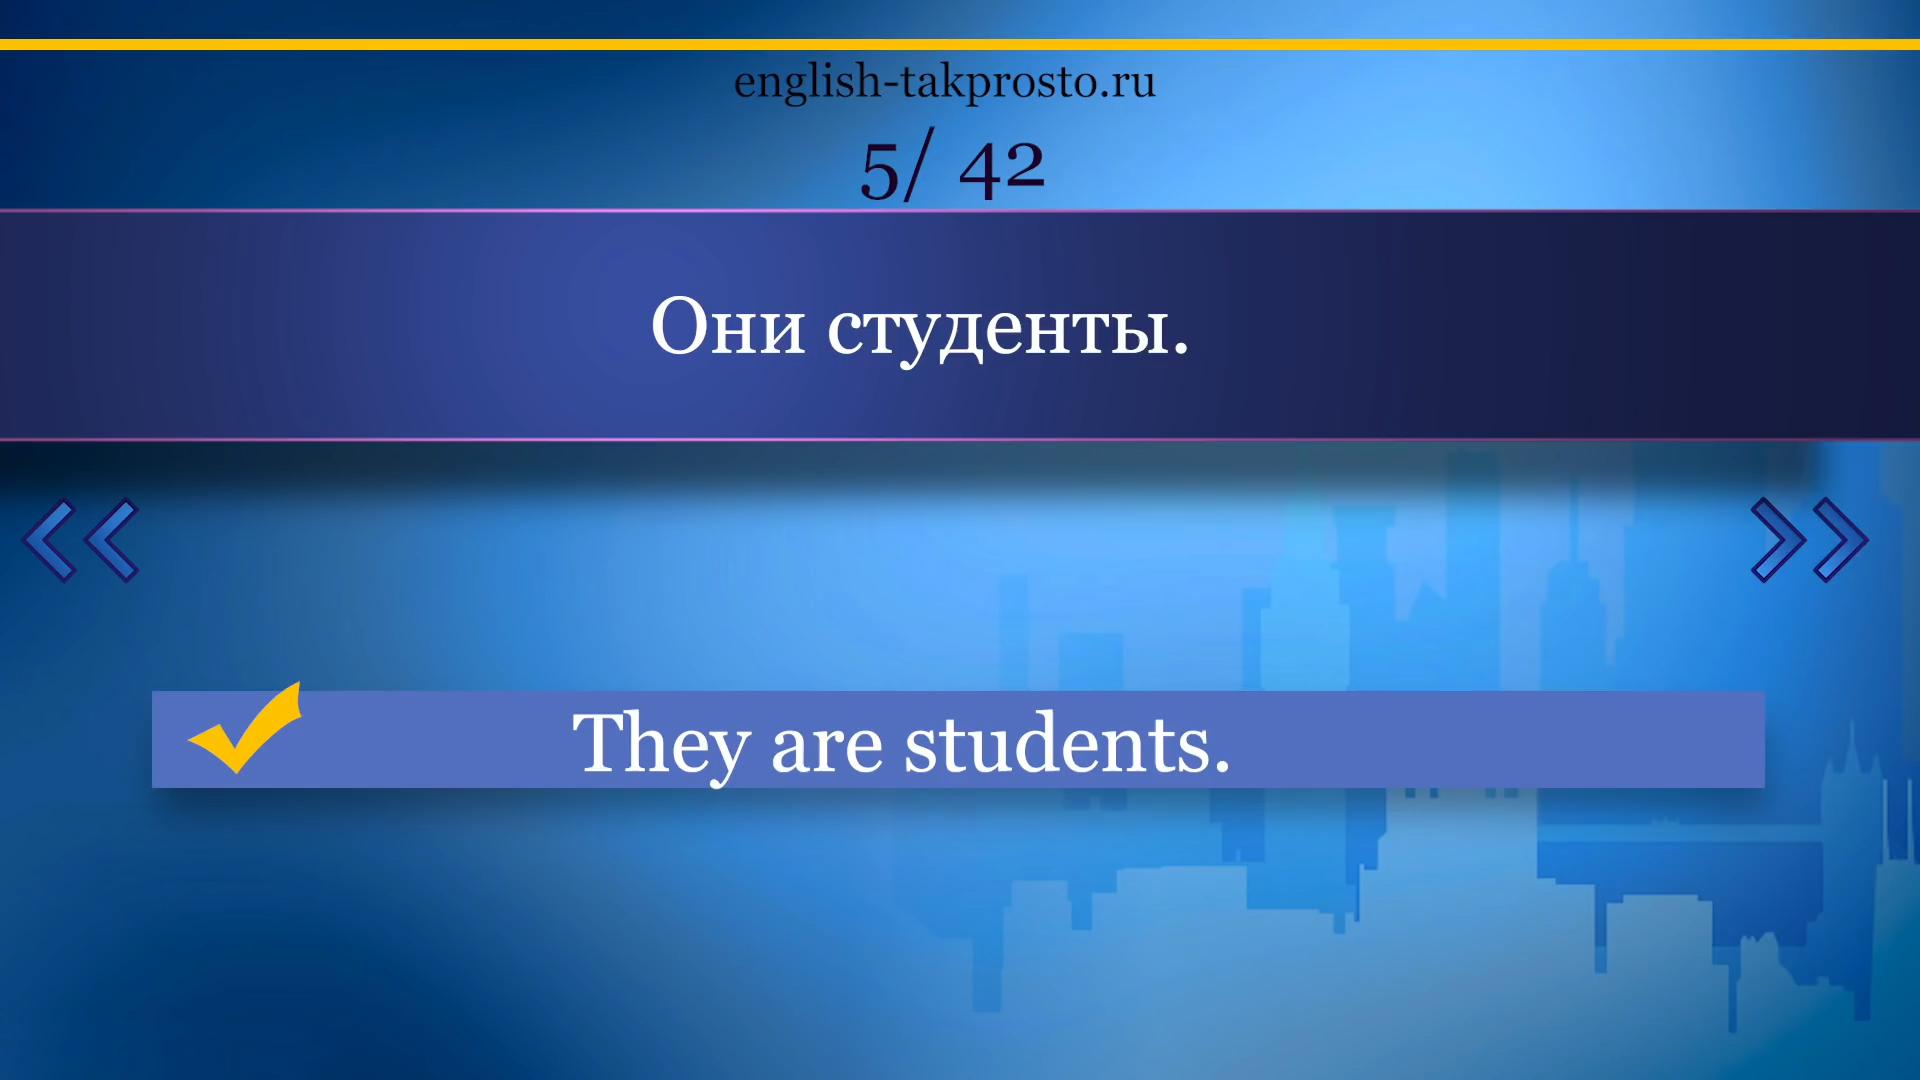 english-takprosto.ru
5/ 42
Они студенты.
They are students.